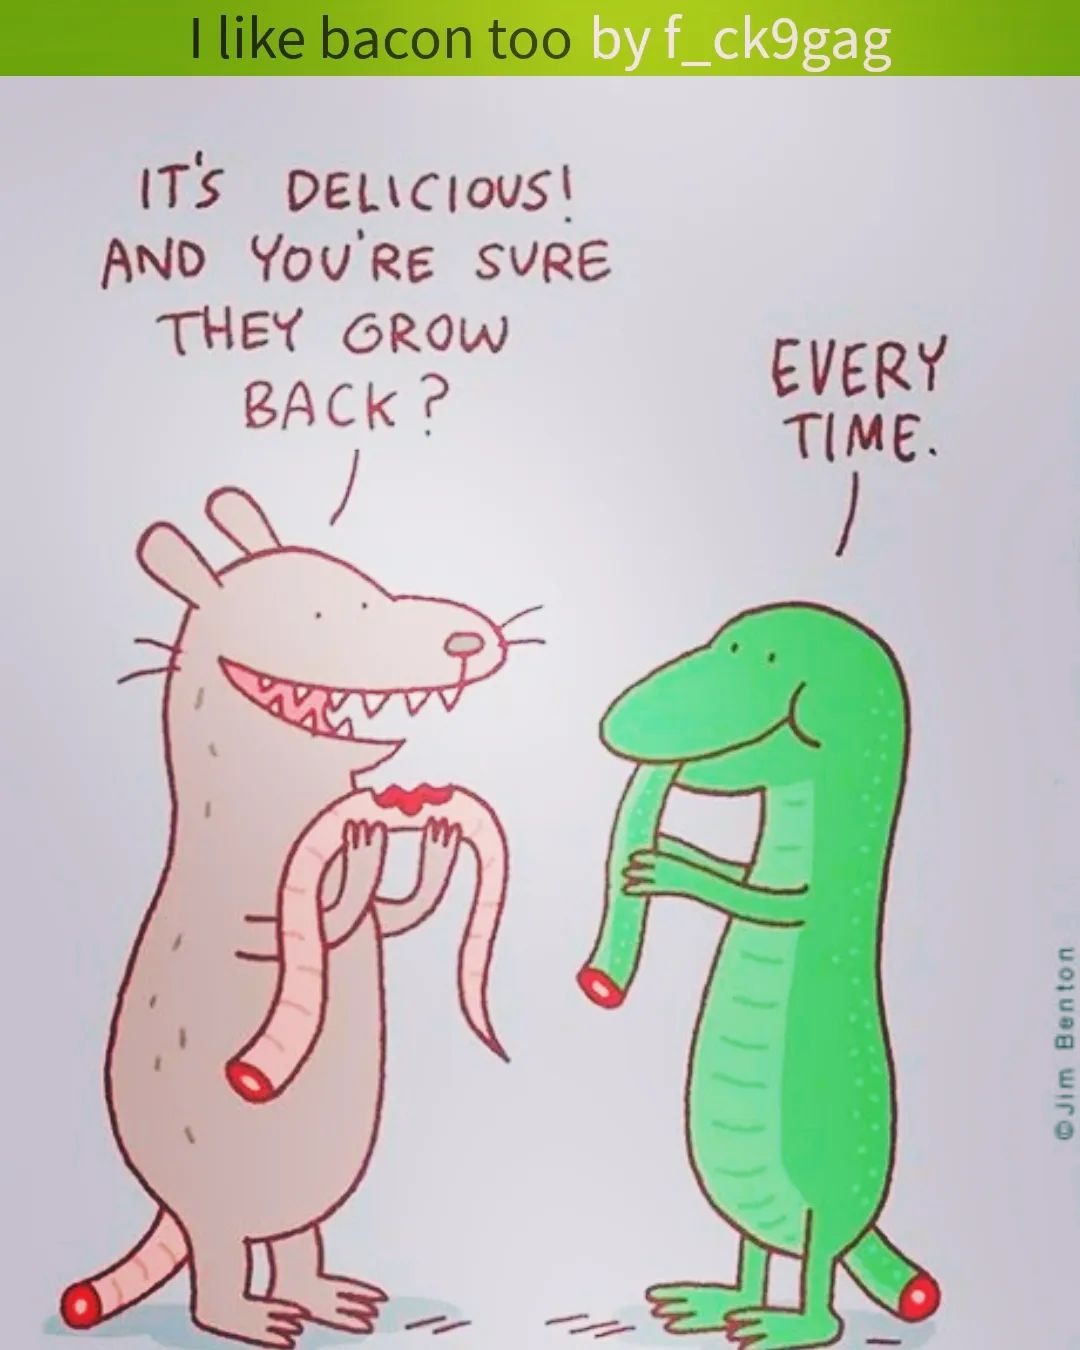 I like bacon too by f_ck9gag
IT'S DELICIOUS!
AND YOU'RE SURE
THEY GROW
BACK?
EVERY
TIME.
©Jim Benton